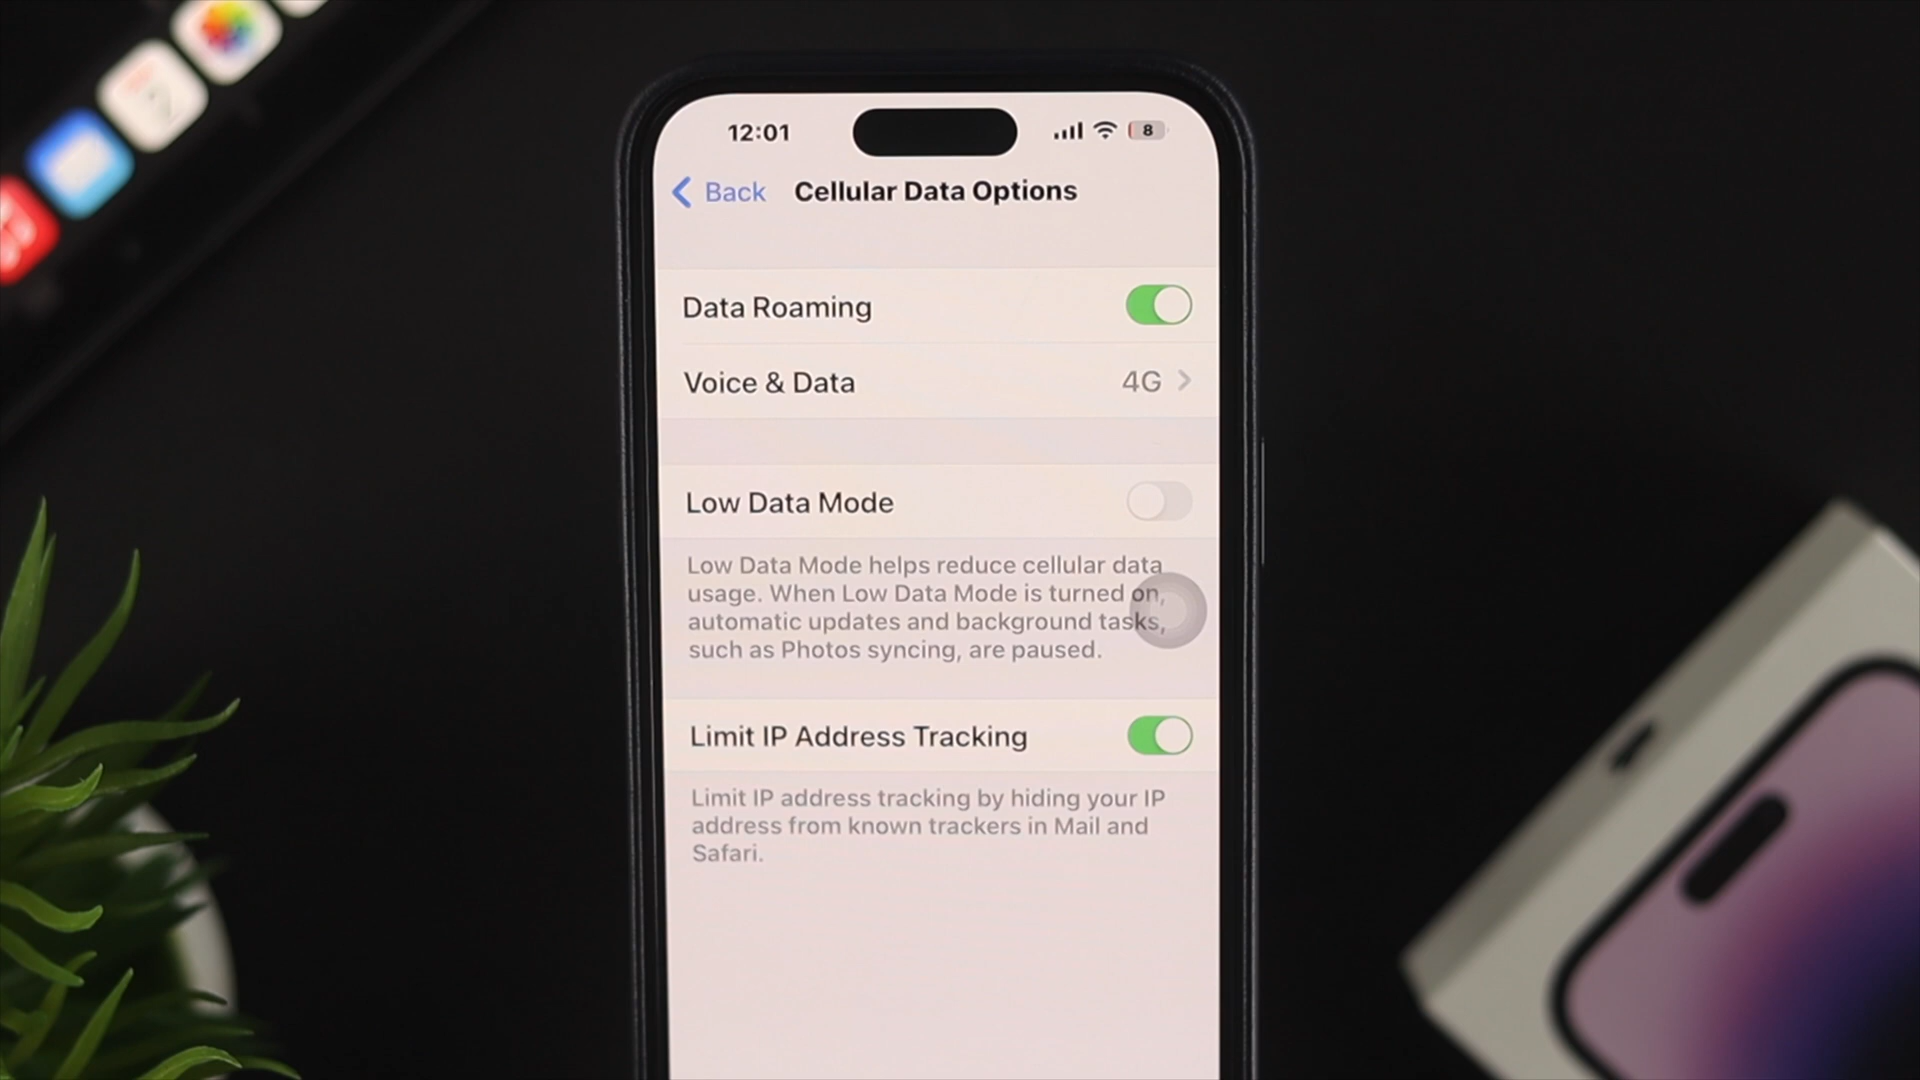 12:01
8
Back Cellular Data Options
Data Roaming
Voice & Data 4G
Low Data Mode
Low Data Mode helps reduce cellular data
usage. When Low Data Mode is turned on,
automatic updates and background tasks,
such as Photos syncing, are paused.
Limit IP Address Tracking
Limit IP address tracking by hiding your IP
address from known trackers in Mail and
Safari.